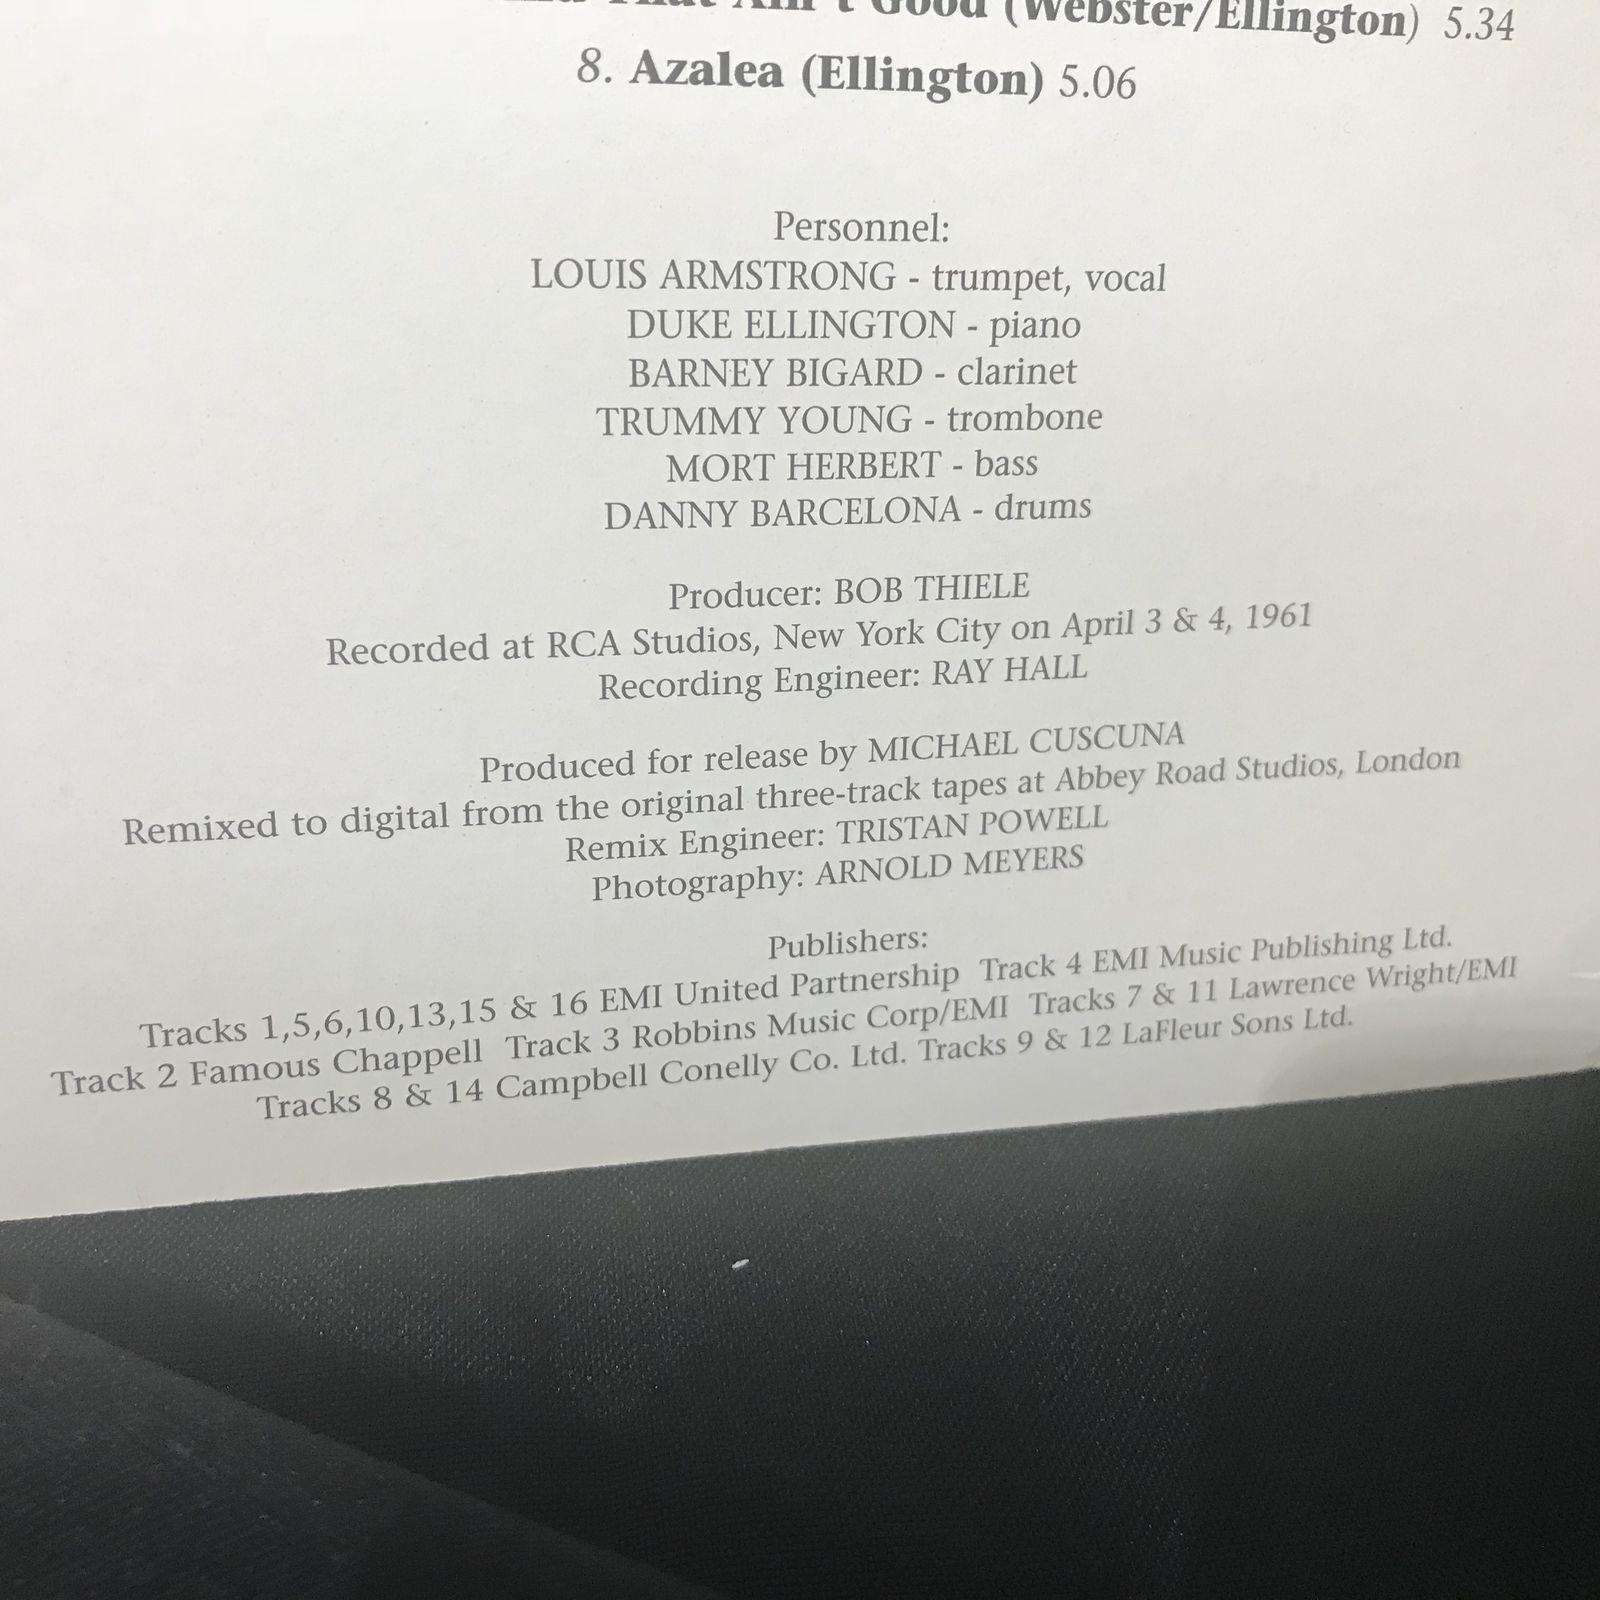 That Ain't Good (Webster/Ellington) 5.34
8. Azalea (Ellington) 5.06
Personnel:
LOUIS ARMSTRONG - trumpet, vocal
DUKE ELLINGTON - piano
BARNEY BIGARD - clarinet
TRUMMY YOUNG - trombone
MORT HERBERT - bass
DANNY BARCELONA - drums
Producer: BOB THIELE
Recorded at RCA Studios, New York City on April 3 & 4, 1961
Recording Engineer: RAY HALL
Produced for release by MICHAEL CUSCUNA
Remixed to digital from the original three-track tapes at Abbey Road Studios, London
Remix Engineer: TRISTAN POWELL
Photography: ARNOLD MEYERS
Publishers:
Tracks 1,5,6,10,13,15 & 16 EMI United Partnership Track 4 EMI Music Publishing Ltd.
Track 2 Famous Chappell Track 3 Robbins Music Corp/EMI Tracks 7 & 11 Lawrence Wright/EMI
Tracks 8 & 14 Campbell Conelly Co. Ltd. Tracks 9 & 12 LaFleur Sons Ltd.